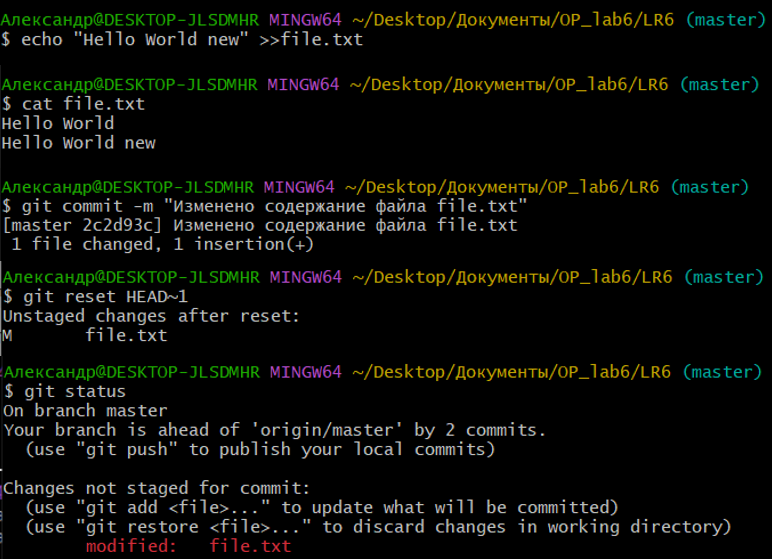 Александр@DESKTOP-JLSDMHR MINGW64 ~/Desktop/Документы/OP_lab6/LR6 (master)
$ echo "Hello World new" >>file.txt
Александр@DESKTOP-JLSDMHR MINGW64 ~/Desktop/Документы/OP_lab6/LR6 (master)
$ cat file.txt
Hello World
Hello World new
Александр@DESKTOP-JLSDMHR MINGW64 ~/Desktop/Документы/OP_lab6/LR6 (master)
$ git commit -m "Изменено содержание файла file.txt"
[master 2c2d93c] Изменено содержание файла file.txt
 1 file changed, 1 insertion(+)
Александр@DESKTOP-JLSDMHR MINGW64 ~/Desktop/Документы/OP_lab6/LR6 (master)
$ git reset HEAD~1
Unstaged changes after reset:
M       file.txt
Александр@DESKTOP-JLSDMHR MINGW64 ~/Desktop/Документы/OP_lab6/LR6 (master)
$ git status
On branch master
Your branch is ahead of 'origin/master' by 2 commits.
  (use "git push" to publish your local commits)
Changes not staged for commit:
  (use "git add <file>..." to update what will be committed)
  (use "git restore <file>..." to discard changes in working directory)
        modified:   file.txt